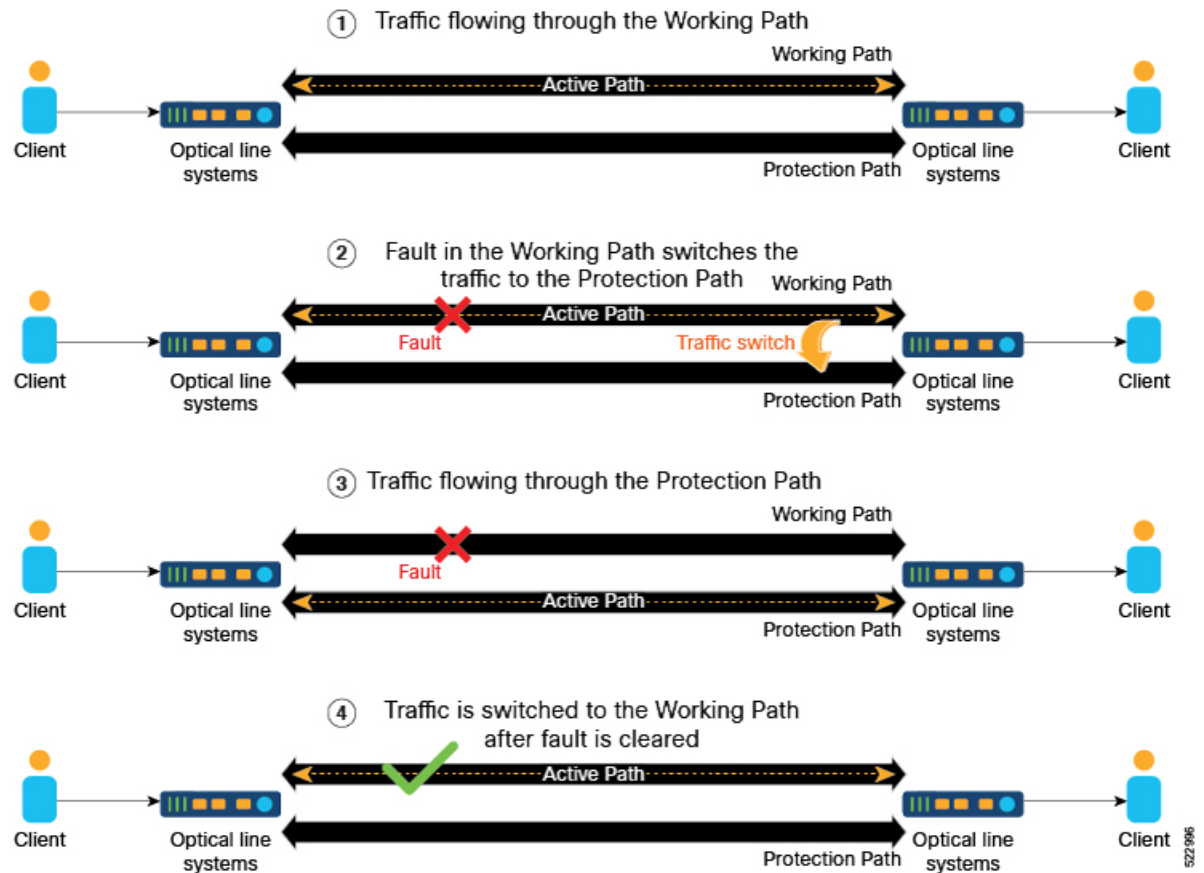 1 Traffic flowing through the Working Path
Working Path
Active Path
Client
Optical line
systems
Protection Path
Optical line
systems
Client
2 Fault in the Working Path switches the
traffic to the Protection Path
Working Path
Active Path
Fault
Traffic switch
Client
Optical line
systems
Protection Path
Optical line
systems
Client
3 Traffic flowing through the Protection Path
Working Path
Fault
Active Path
Client
Optical line
systems
Protection Path
Optical line
systems
Client
4 Traffic is switched to the Working Path
after fault is cleared
Active Path
Client
Optical line
systems
Protection Path
Optical line
systems
Client
522996